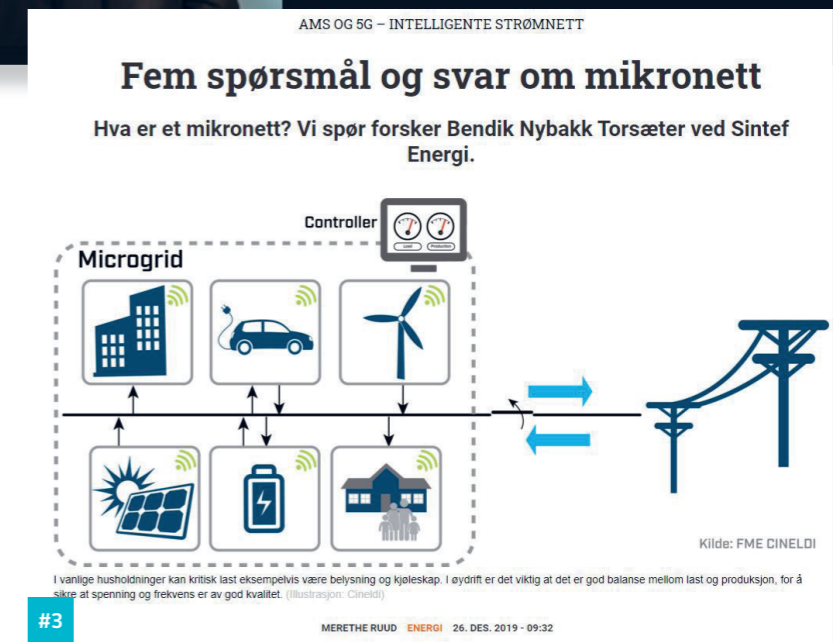 AMS OG 5G – INTELLIGENTE STRØMNETT
Fem spørsmål og svar om mikronett
Hva er et mikronett? Vi spør forsker Bendik Nybakk Torsæter ved Sintef
Energi.
Controller
Load
Production
Microgrid
Kilde: FME CINELDI
I vanlige husholdninger kan kritisk last eksempelvis være belysning og kjøleskap. I øydrift er det viktig at det er god balanse mellom last og produksjon, for å
sikre at spenning og frekvens er av god kvalitet. (Illustrasjon: Cineldi)
#3
MERETHE RUUD ENERGI 26. DES. 2019 - 09:32